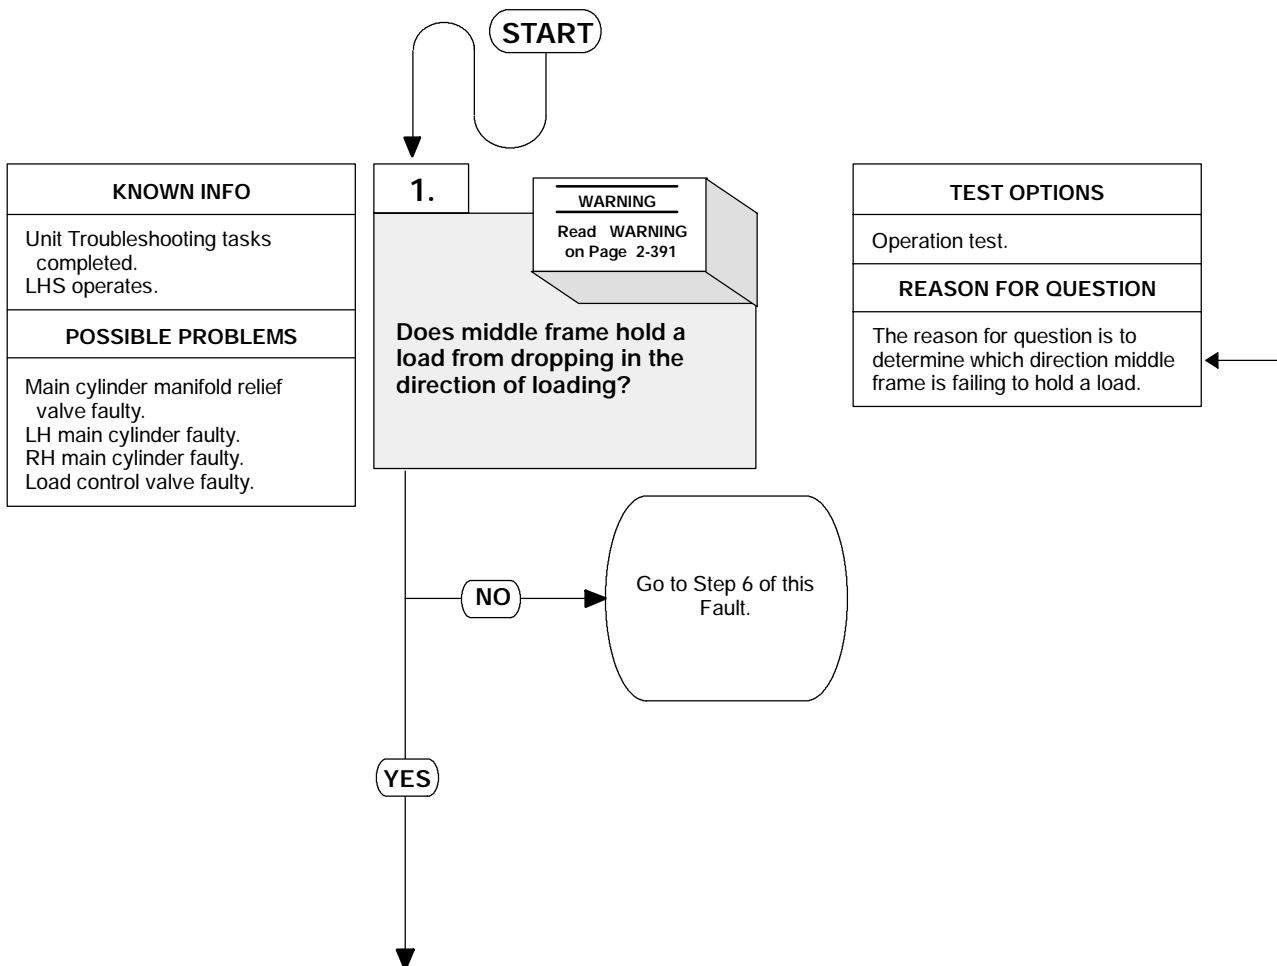 START
KNOWN INFO
Unit Troubleshooting tasks
completed.
LHS operates.
POSSIBLE PROBLEMS
Main cylinder manifold relief
valve faulty.
LH main cylinder faulty.
RH main cylinder faulty.
Load control valve faulty.
1.
WARNING
Read WARNING
on Page 2-391
Does middle frame hold a
load from dropping in the
direction of loading?
TEST OPTIONS
Operation test.
REASON FOR QUESTION
The reason for question is to
determine which direction middle
frame is failing to hold a load.
NO
Go to Step 6 of this
Fault.
YES